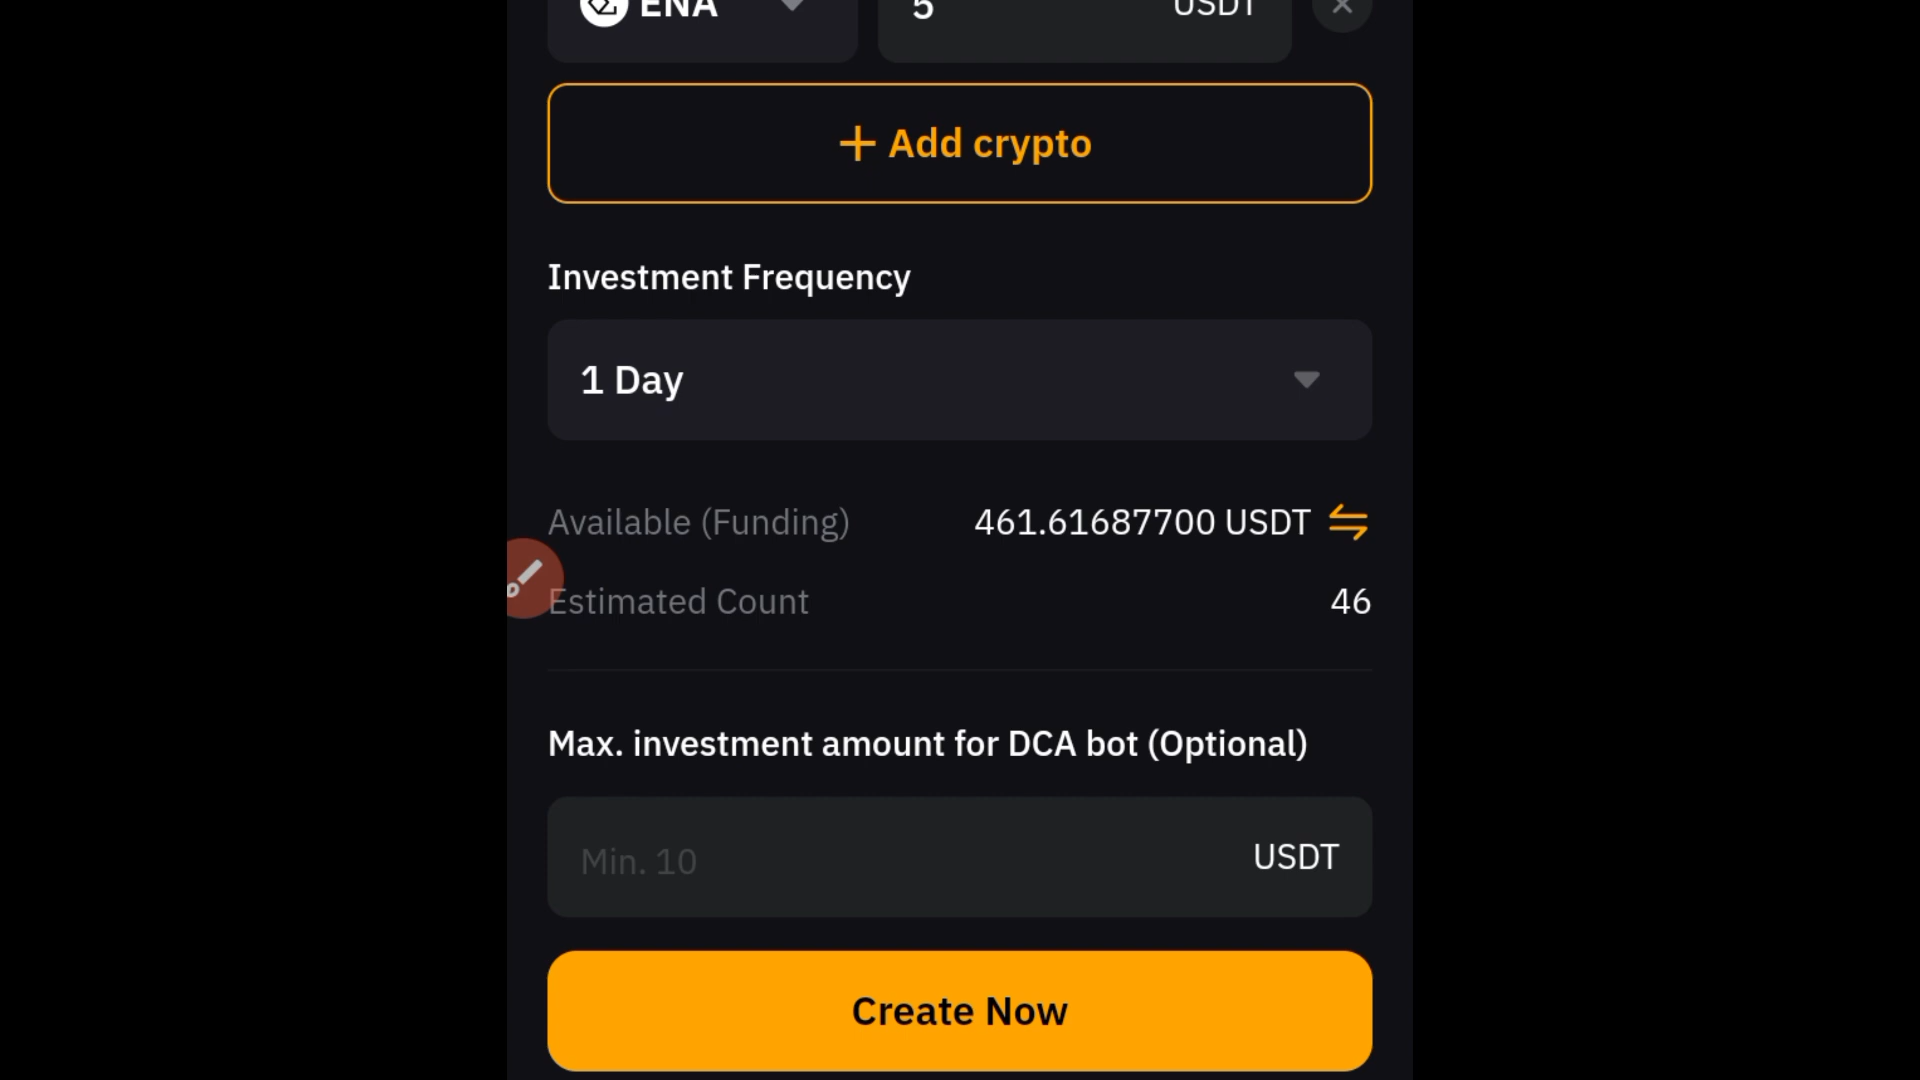 ENA 5 USDT
+ Add crypto
Investment Frequency
1 Day
Available (Funding) 461.61687700 USDT
Estimated Count 46
Max. investment amount for DCA bot (Optional)
Min. 10 USDT
Create Now